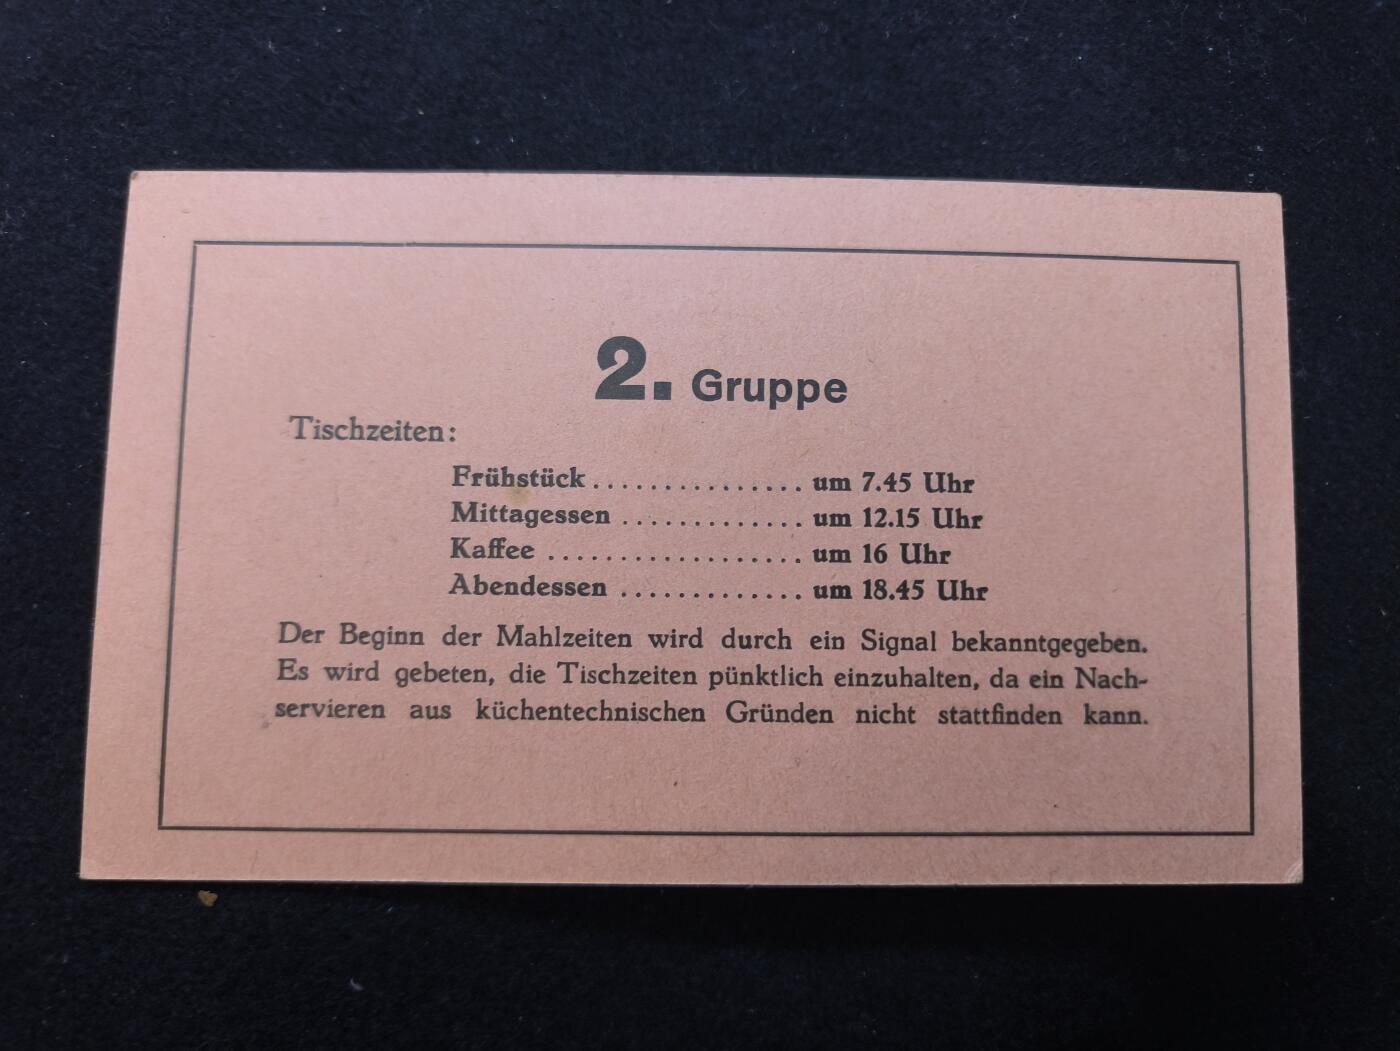 2. Gruppe
Tischzeiten:
Frühstück ............... um 7.45 Uhr
Mittagessen ............. um 12.15 Uhr
Kaffee .................. um 16 Uhr
Abendessen ............. um 18.45 Uhr
Der Beginn der Mahlzeiten wird durch ein Signal bekanntgegeben.
Es wird gebeten, die Tischzeiten pünktlich einzuhalten, da ein Nach-
servieren aus küchentechnischen Gründen nicht stattfinden kann.